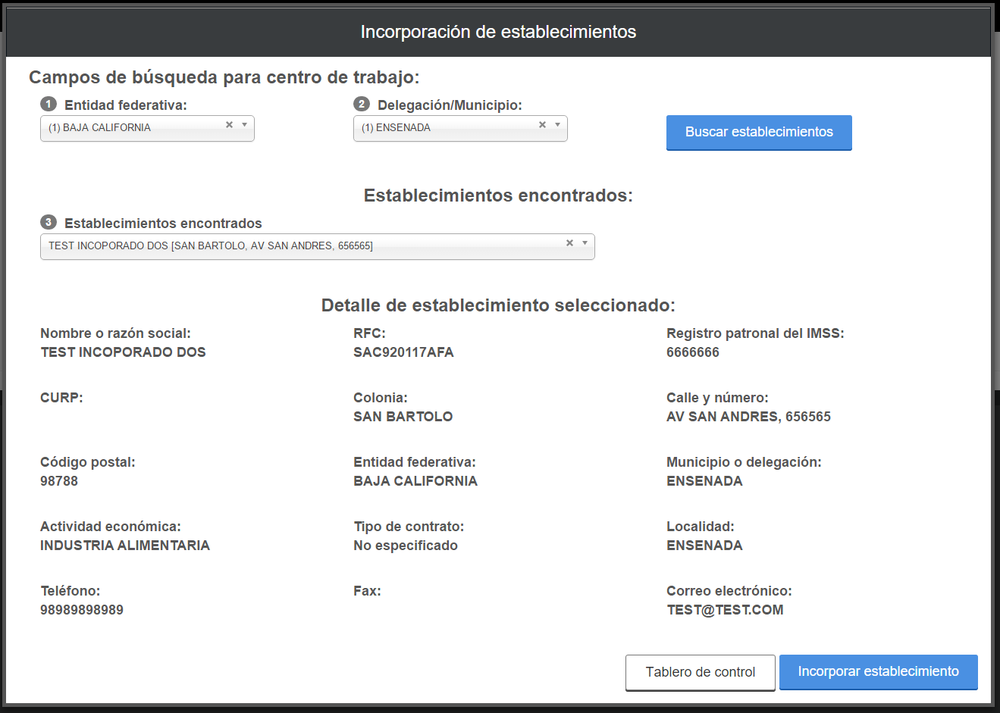 Incorporación de establecimientos
Campos de búsqueda para centro de trabajo:
1 Entidad federativa:
2 Delegación/Municipio:
(1) BAJA CALIFORNIA
(1) ENSENADA
Buscar establecimientos
Establecimientos encontrados:
3 Establecimientos encontrados
TEST INCOPORADO DOS [SAN BARTOLO, AV SAN ANDRES, 656565]
Detalle de establecimiento seleccionado:
Nombre o razón social:
TEST INCOPORADO DOS
RFC:
SAC920117AFA
Registro patronal del IMSS:
6666666
CURP:
Colonia:
SAN BARTOLO
Calle y número:
AV SAN ANDRES, 656565
Código postal:
98788
Entidad federativa:
BAJA CALIFORNIA
Municipio o delegación:
ENSENADA
Actividad económica:
INDUSTRIA ALIMENTARIA
Tipo de contrato:
No especificado
Localidad:
ENSENADA
Teléfono:
98989898989
Fax:
Correo electrónico:
TEST@TEST.COM
Tablero de control
Incorporar establecimiento